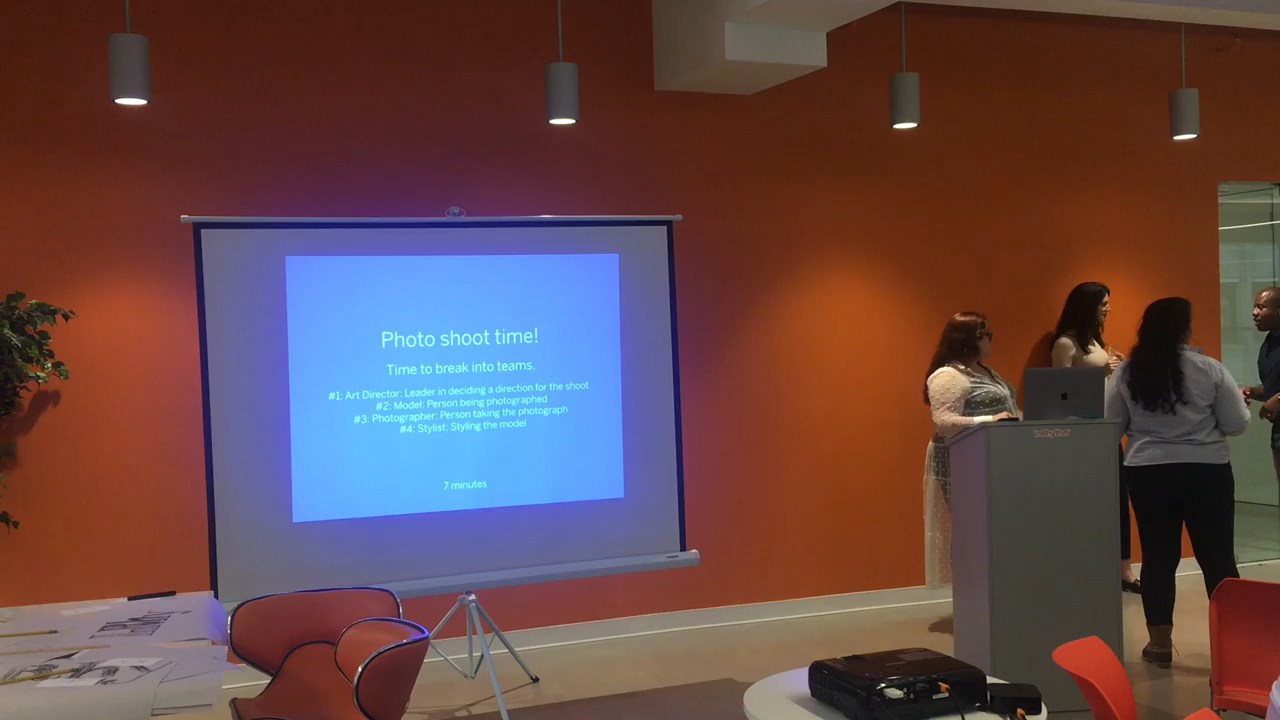 Photo shoot time!
Time to break into teams.
#1: Art Director: Leader in deciding a direction for the shoot
#2: Model: Person being photographed
#3: Photographer: Person taking the photograph
#4: Stylist: Styling the model
7 minutes
InRhythm